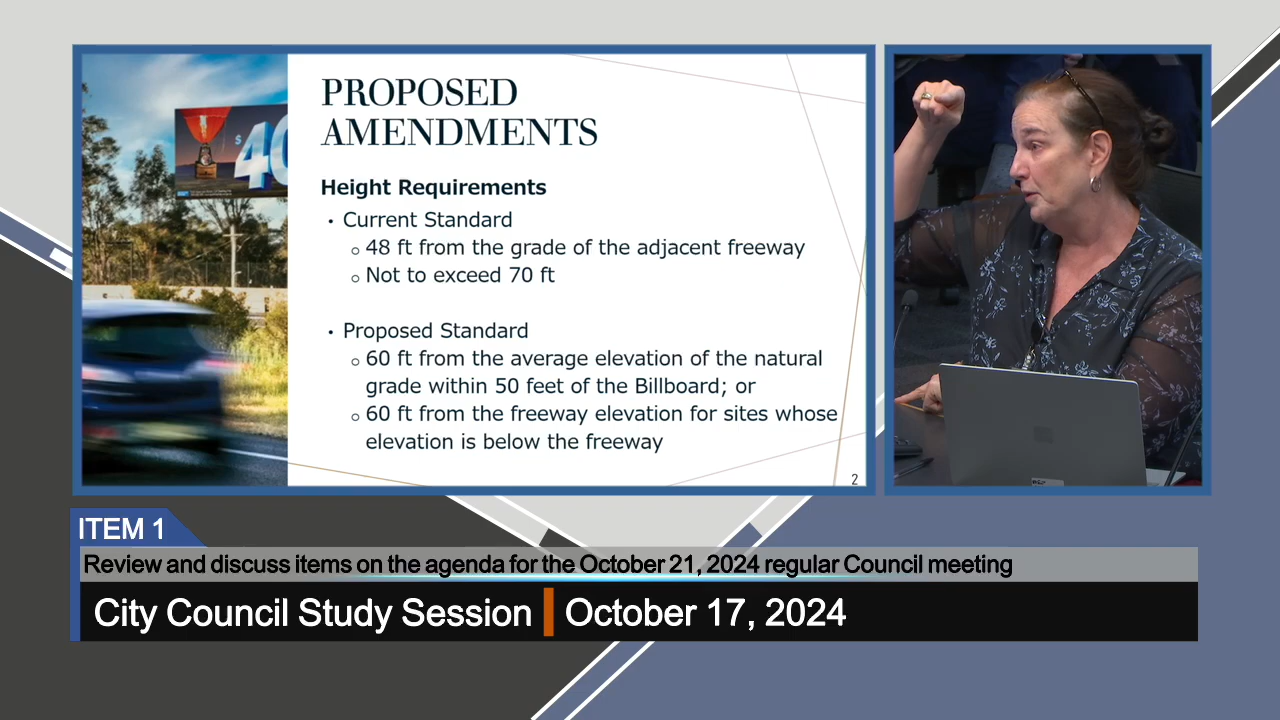 $40
PROPOSED
AMENDMENTS
Height Requirements
• Current Standard
o 48 ft from the grade of the adjacent freeway
o Not to exceed 70 ft
• Proposed Standard
o 60 ft from the average elevation of the natural
grade within 50 feet of the Billboard; or
o 60 ft from the freeway elevation for sites whose
elevation is below the freeway
2
ITEM 1
Review and discuss items on the agenda for the October 21, 2024 regular Council meeting
City Council Study Session
October 17, 2024